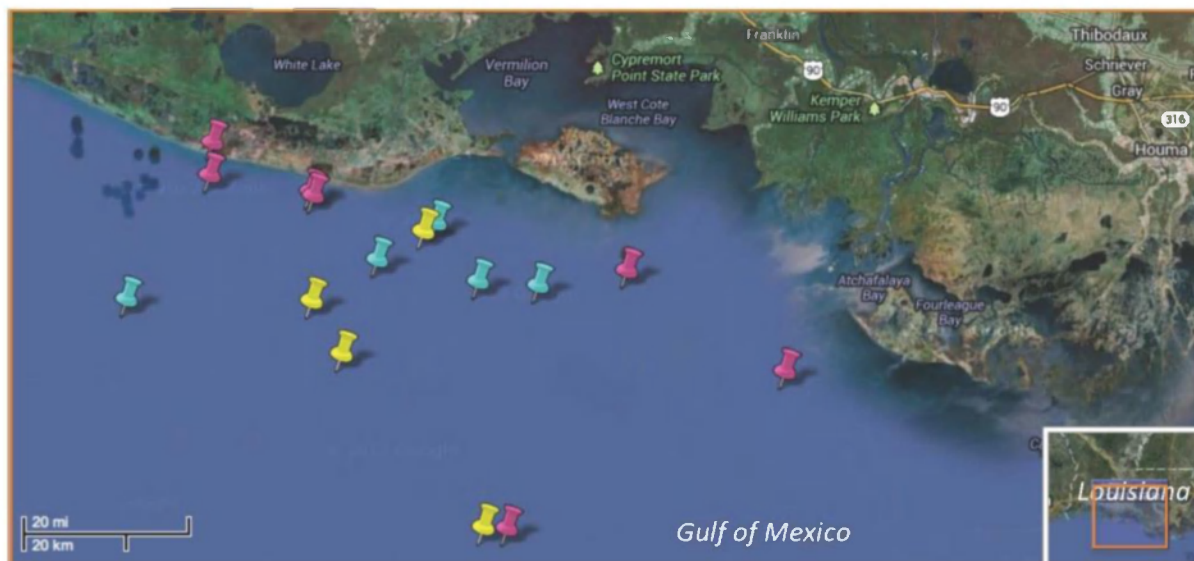 Franklin
Thibodaux
White Lake
Vermilion
Bay
Cypremort
Point State Park
90
Schriever
Gray
West Cote
Blanche Bay
Kemper
Williams Park
90
316
Houma
Atchafalaya
Bay
Fourleague
Bay
20 mi
20 km
Gulf of Mexico
Louisiana